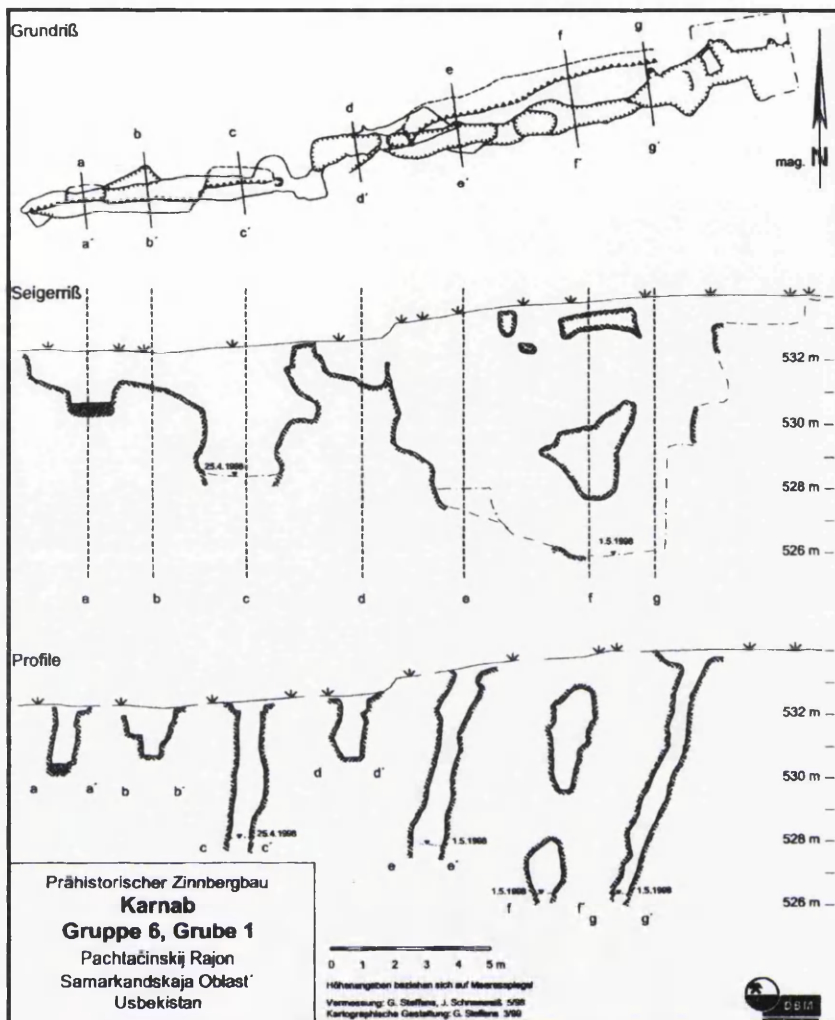 Grundriß
a b c d e f g
a´ b´ c´ d´ e´ f´ g´
mag. N
Seigerriß
532 m
530 m
25.4.1998
528 m
1.5.1998
526 m
a b c d e f g
Profile
532 m
a a´ b b´ d d´
530 m
25.4.1998
c c´
1.5.1998
528 m
e e´
1.5.1998 1.5.1998
f f´ g g´
526 m
Prähistorischer Zinnbergbau
Karnab
Gruppe 6, Grube 1
Pachtačinskij Rajon
Samarkandskaja Oblast´
Usbekistan
0 1 2 3 4 5 m
Höhenangaben beziehen sich auf Meeresspiegel
Vermessung: G. Steffens, J. 5/98
Kartographische Gestaltung: G. Steffens 3/99
DBM